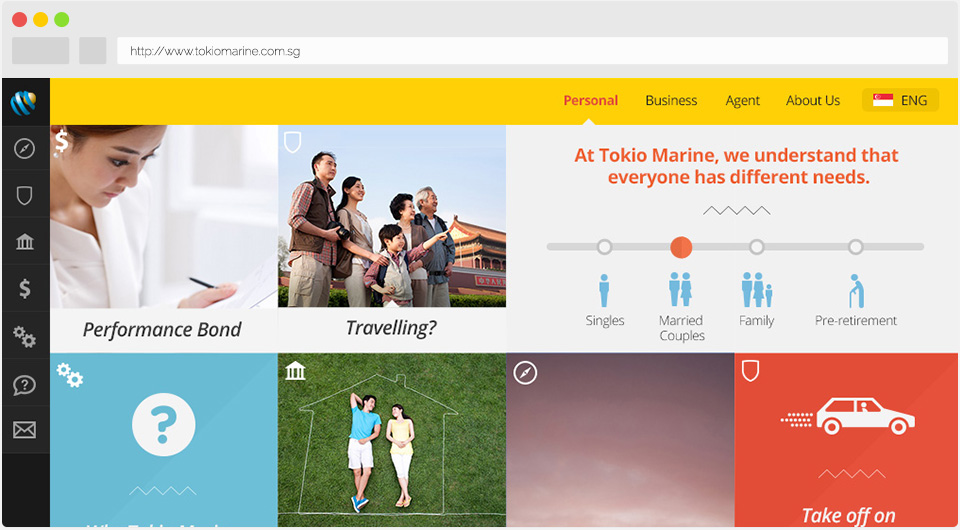 http://www.tokiomarine.com.sg
Personal
Business
Agent
About Us
ENG
At Tokio Marine, we understand that
everyone has different needs.
Singles
Married
Couples
Family
Pre-retirement
Performance Bond
Travelling?
Take off on